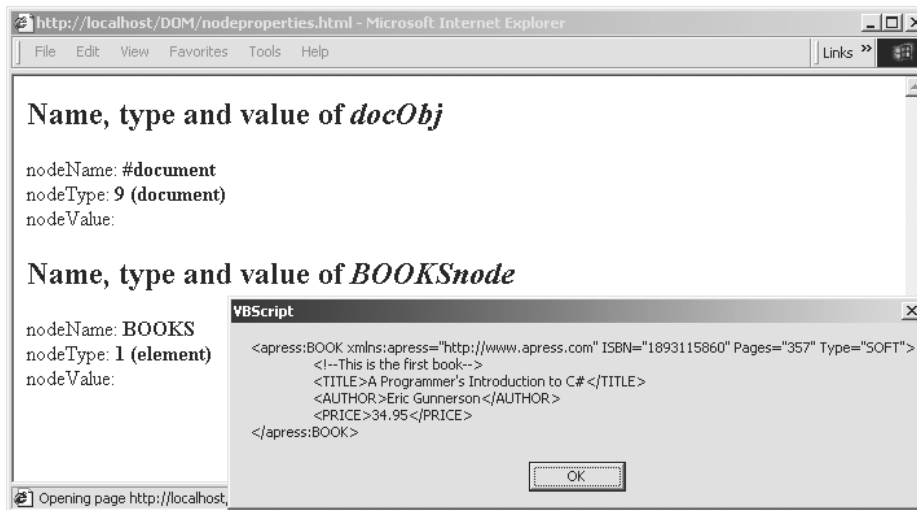 http://localhost/DOM/nodeproperties.html - Microsoft Internet Explorer
File Edit View Favorites Tools Help
Links »
Name, type and value of docObj
nodeName: #document
nodeType: 9 (document)
nodeValue:
Name, type and value of BOOKSnode
nodeName: BOOKS
nodeType: 1 (element)
nodeValue:
VBScript
<apress:BOOK xmlns:apress="http://www.apress.com" ISBN="1893115860" Pages="357" Type="SOFT">
<!--This is the first book-->
<TITLE>A Programmer's Introduction to C#</TITLE>
<AUTHOR>Eric Gunnerson</AUTHOR>
<PRICE>34.95</PRICE>
</apress:BOOK>
OK
Opening page http://localhost,